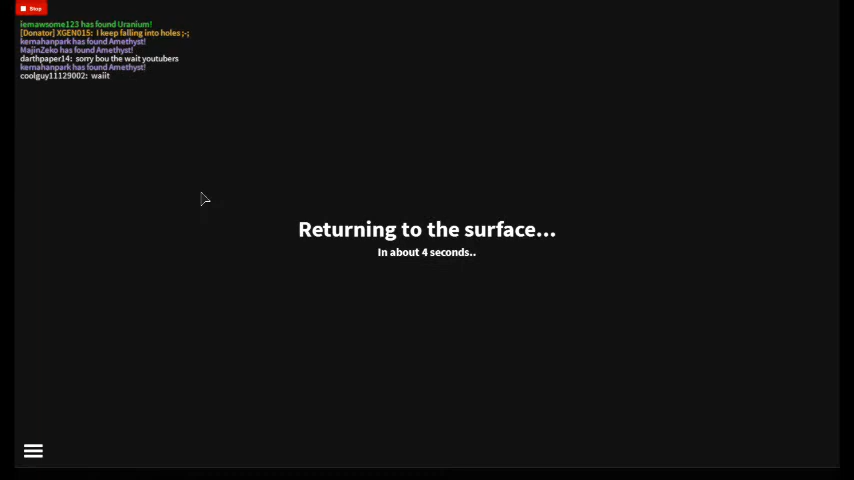 Stop
iemawsome123 has found Uranium!
[Donator] XGEN015: I keep falling into holes ;-;
kernahanpark has found Amethyst!
MajinZeko has found Amethyst!
darthpaper14: sorry bou the wait youtubers
kernahanpark has found Amethyst!
coolguy11129002: waiit
Returning to the surface...
In about 4 seconds..